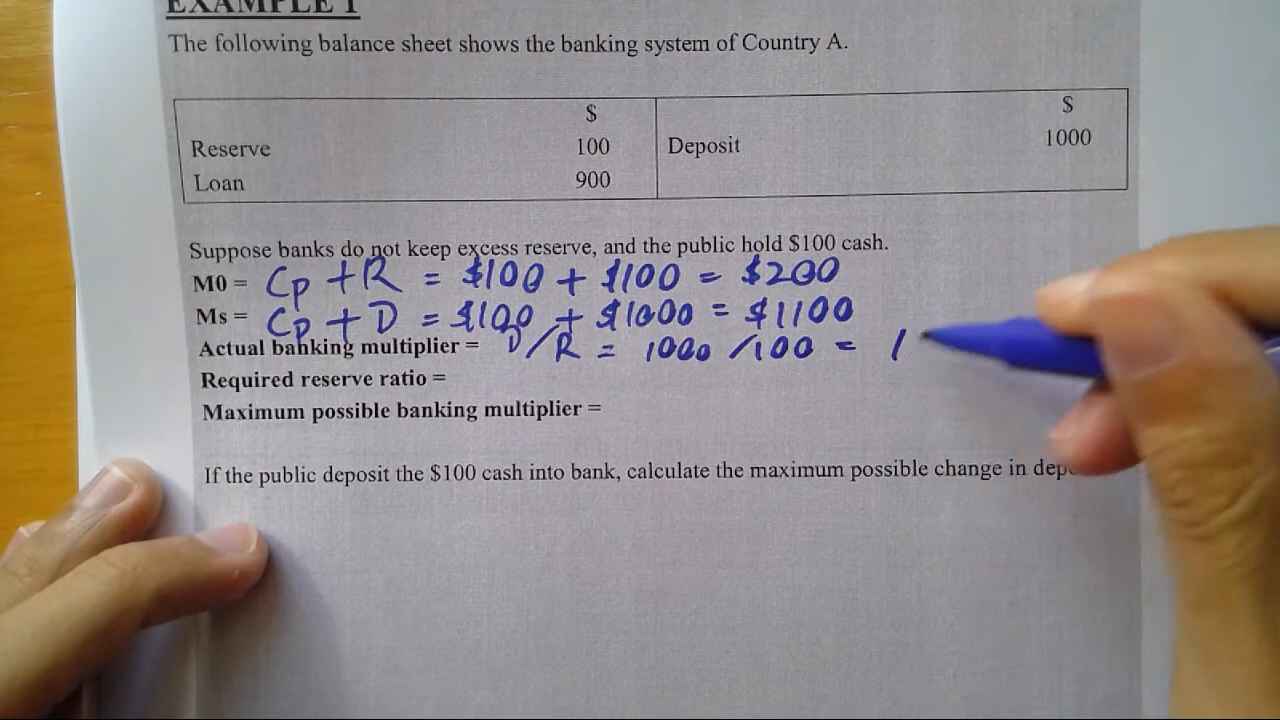 EXAMPLE 1
The following balance sheet shows the banking system of Country A.
$ $
Reserve 100 Deposit 1000
Loan 900
Suppose banks do not keep excess reserve, and the public hold $100 cash.
M0 = Cp + R = $100 + $100 = $200
Ms = Cp + D = $100 + $1000 = $1100
Actual banking multiplier = D/R = 1000 /100 = 1
Required reserve ratio =
Maximum possible banking multiplier =
If the public deposit the $100 cash into bank, calculate the maximum possible change in dep